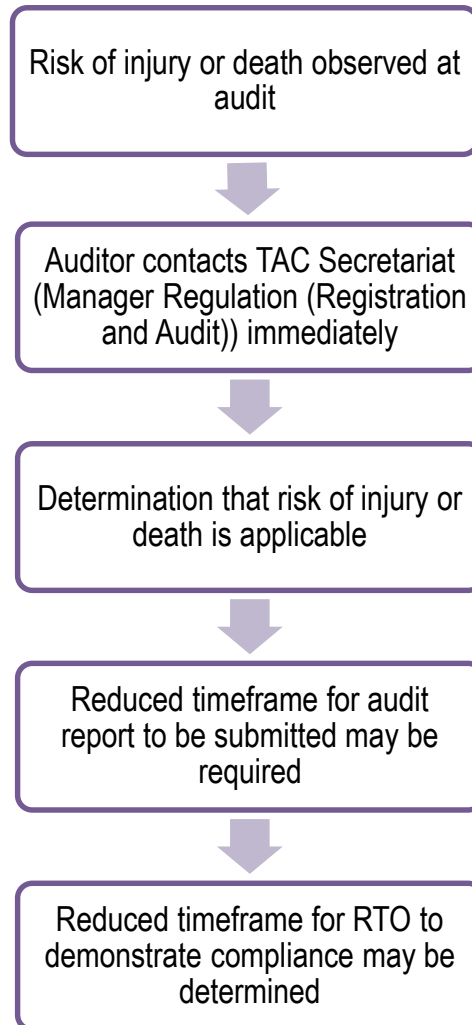 Risk of injury or death observed at
audit
Auditor contacts TAC Secretariat
(Manager Regulation (Registration
and Audit)) immediately
Determination that risk of injury or
death is applicable
Reduced timeframe for audit
report to be submitted may be
required
Reduced timeframe for RTO to
demonstrate compliance may be
determined